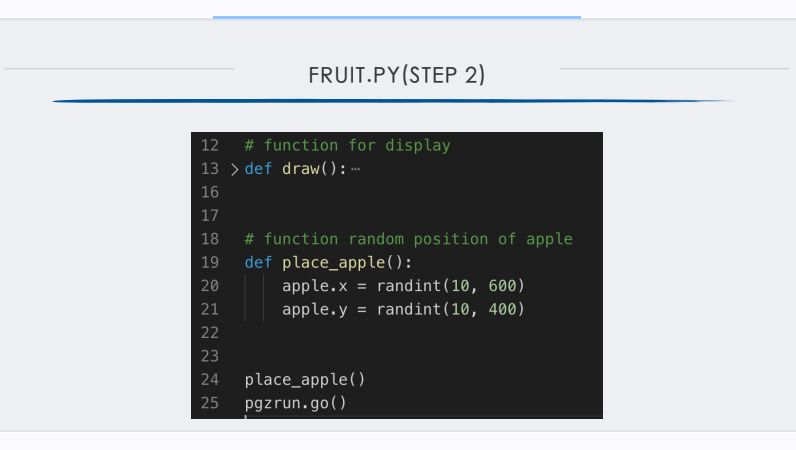 FRUIT.PY(STEP 2)
12 # function for display
13 > def draw(): ⋯
16
17
18 # function random position of apple
19 def place_apple():
20     apple.x = randint(10, 600)
21     apple.y = randint(10, 400)
22
23
24 place_apple()
25 pgzrun.go()